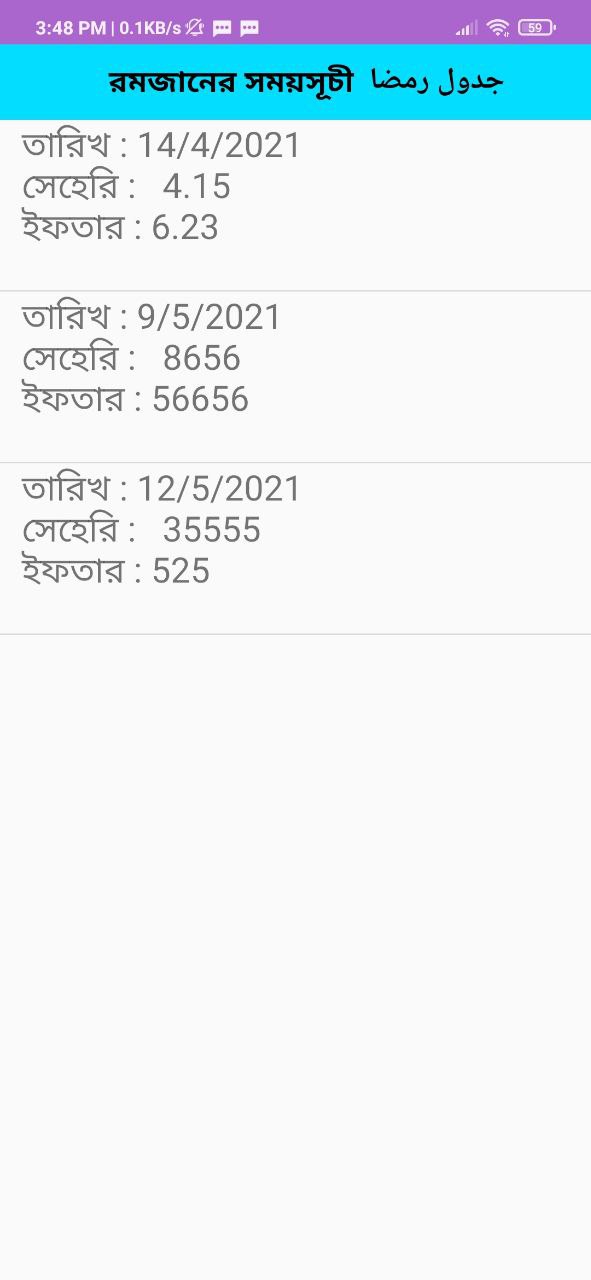 3:48 PM | 0.1KB/s 59
রমজানের সময়সূচী جدول رمضا
তারিখ : 14/4/2021
সেহেরি : 4.15
ইফতার : 6.23
তারিখ : 9/5/2021
সেহেরি : 8656
ইফতার : 56656
তারিখ : 12/5/2021
সেহেরি : 35555
ইফতার : 525